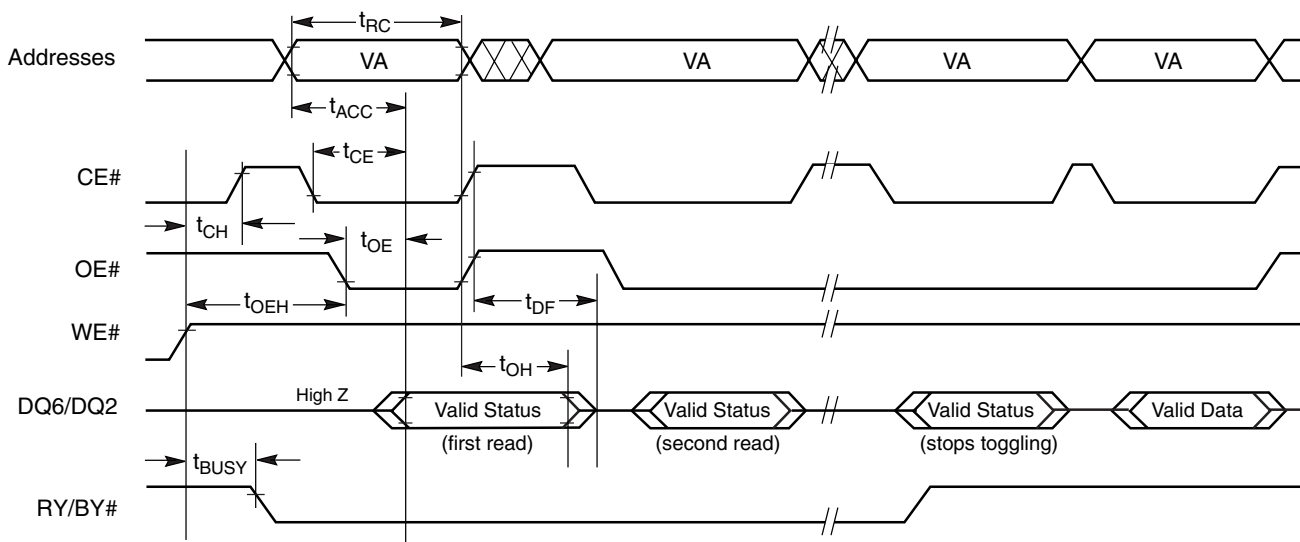 tRC
Addresses VA VA VA VA
tACC
tCE
CE#
tCH
tOE
OE#
tOEH
tDF
WE#
tOH
DQ6/DQ2 High Z Valid Status Valid Status Valid Status Valid Data
(first read) (second read) (stops toggling)
tBUSY
RY/BY#